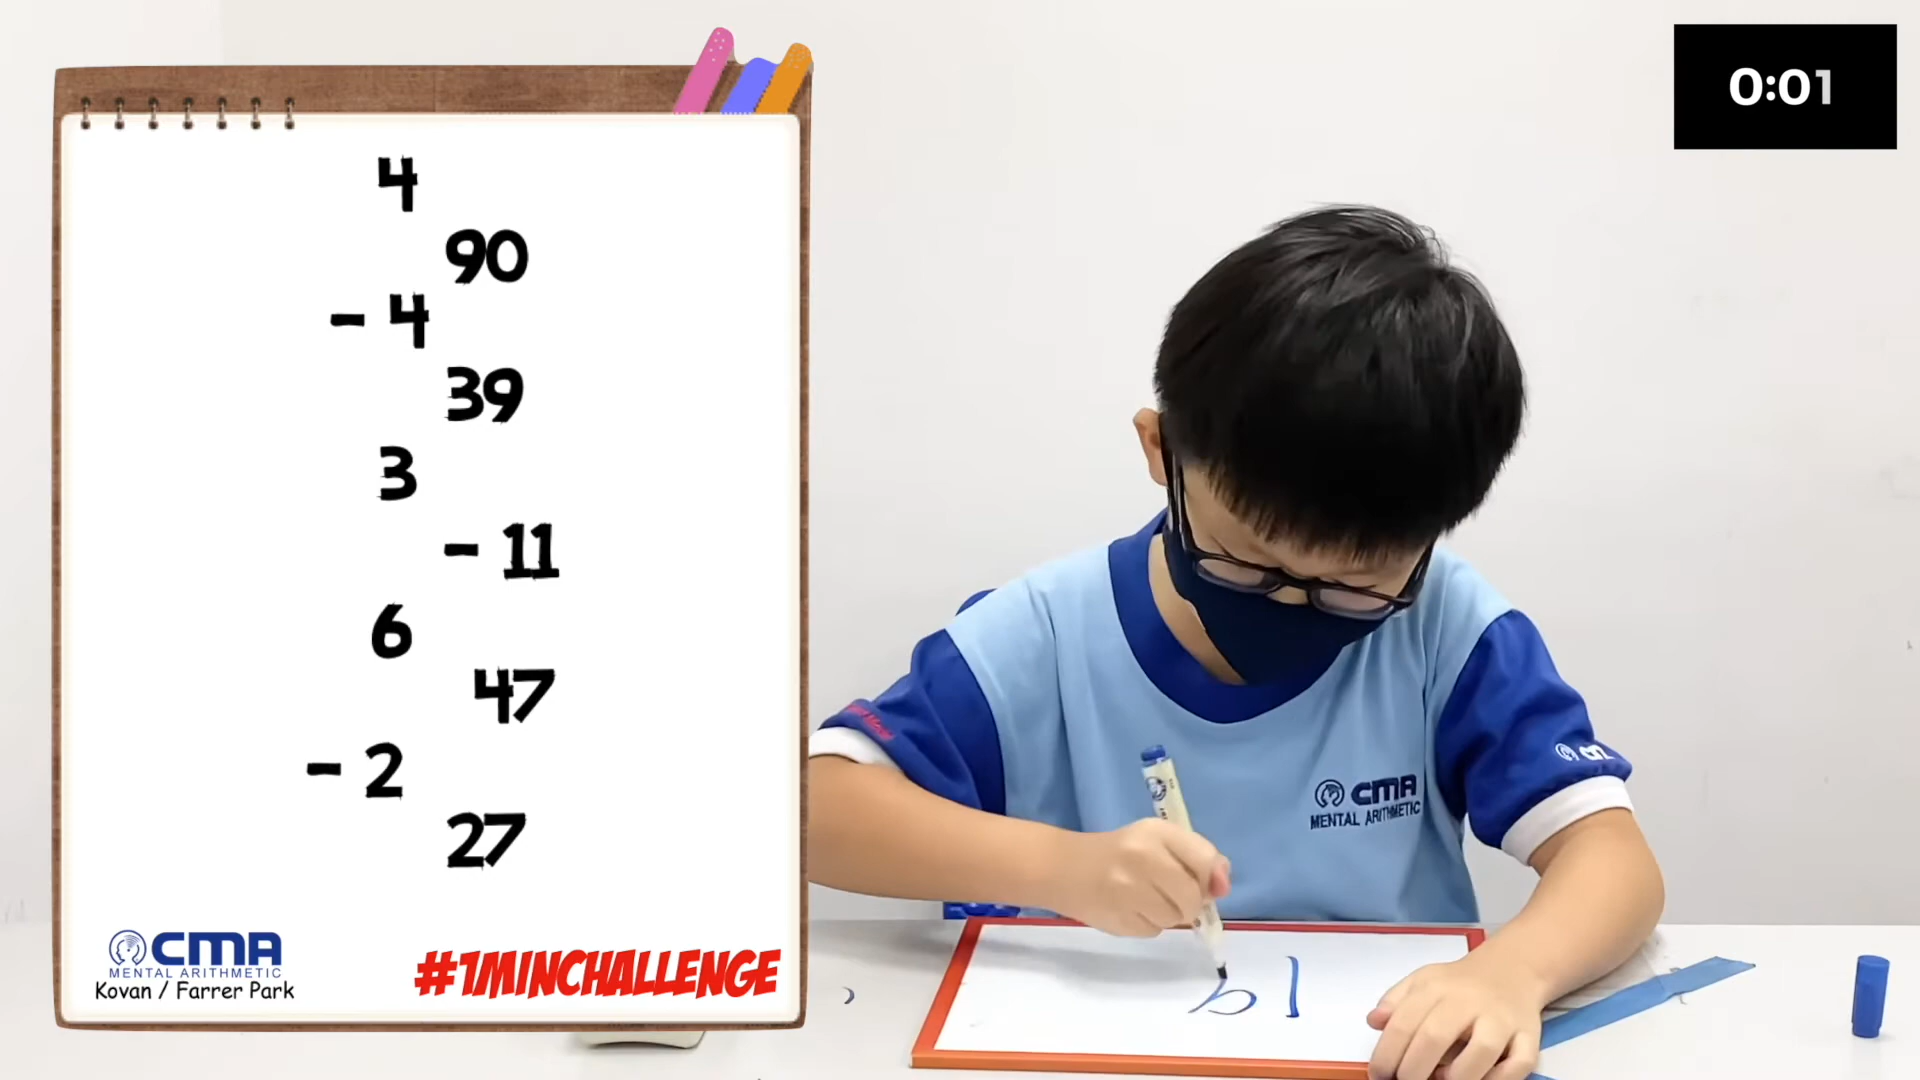 0:01
4
90
- 4
39
3
- 11
6
47
- 2
27
CMA
MENTAL ARITHMETIC
Kovan / Farrer Park
#1MINCHALLENGE
CMA
MENTAL ARITHMETIC